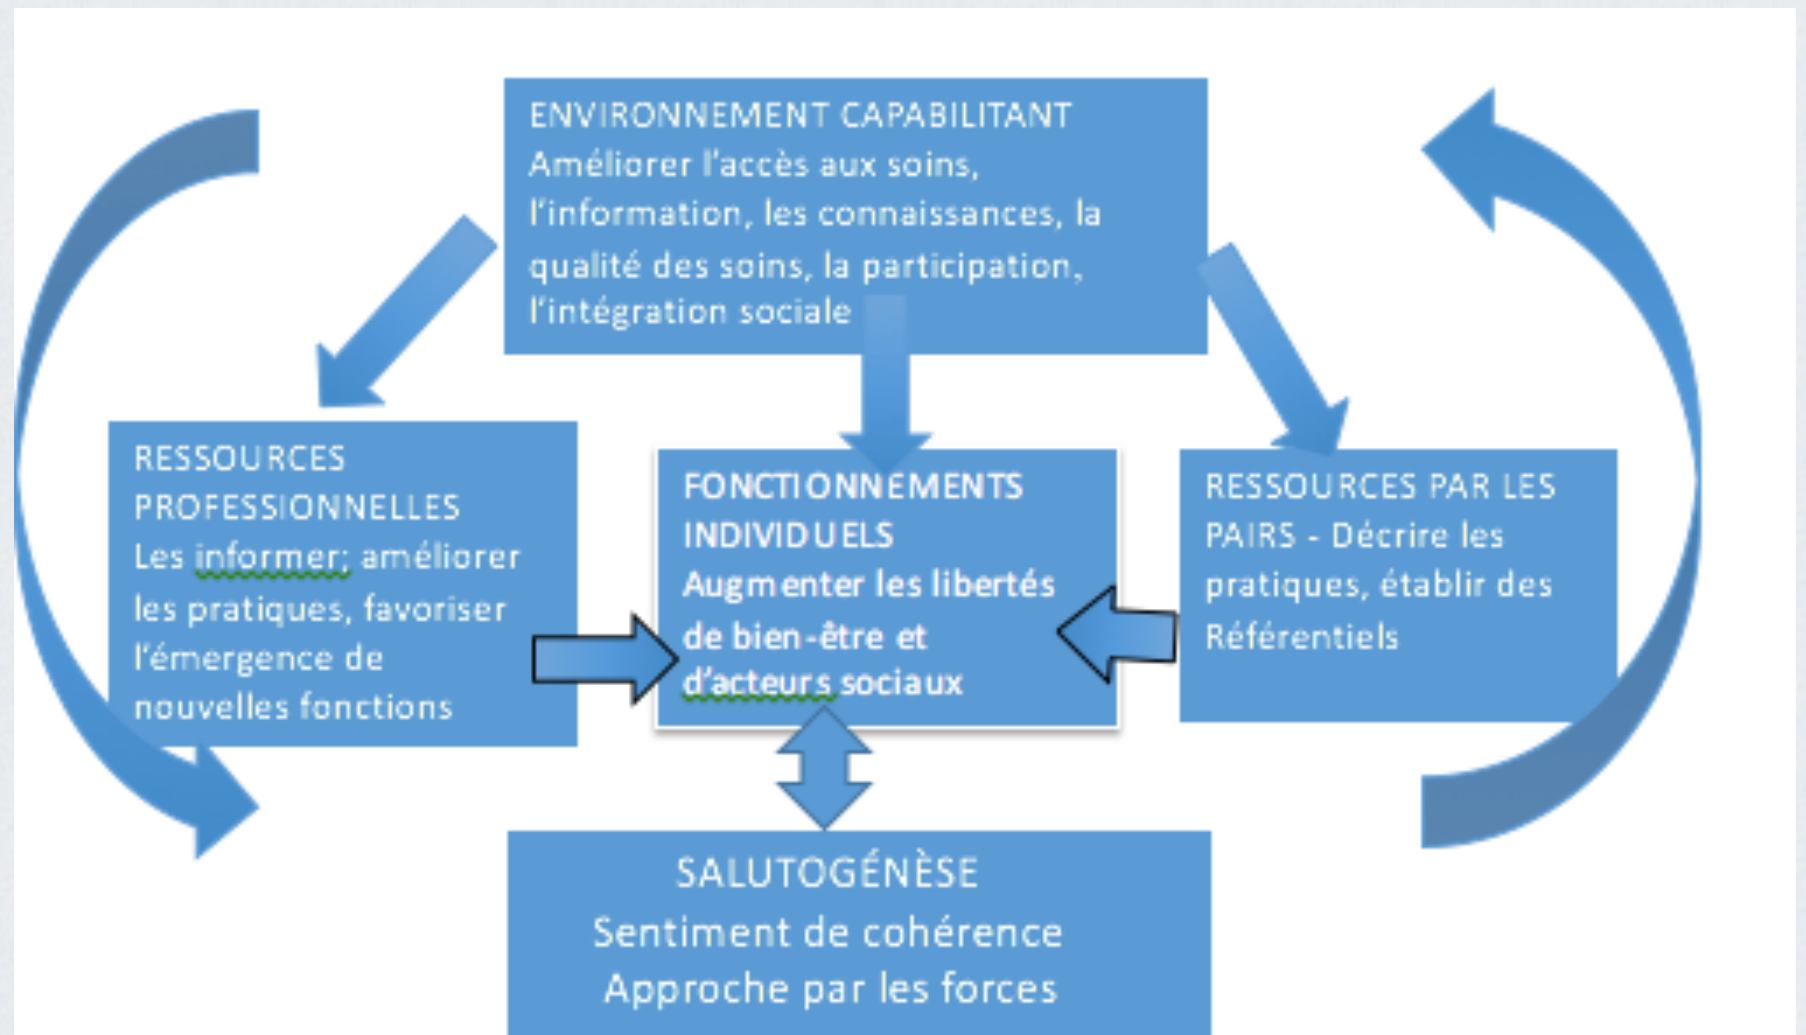 ENVIRONNEMENT CAPABILITANT
Améliorer l'accès aux soins,
l'information, les connaissances, la
qualité des soins, la participation,
l'intégration sociale
RESSOURCES
PROFESSIONNELLES
Les informer; améliorer
les pratiques, favoriser
l'émergence de
nouvelles fonctions
FONCTIONNEMENTS
INDIVIDUELS
Augmenter les libertés
de bien-être et
d'acteurs sociaux
RESSOURCES PAR LES
PAIRS - Décrire les
pratiques, établir des
Référentiels
SALUTOGÉNÈSE
Sentiment de cohérence
Approche par les forces